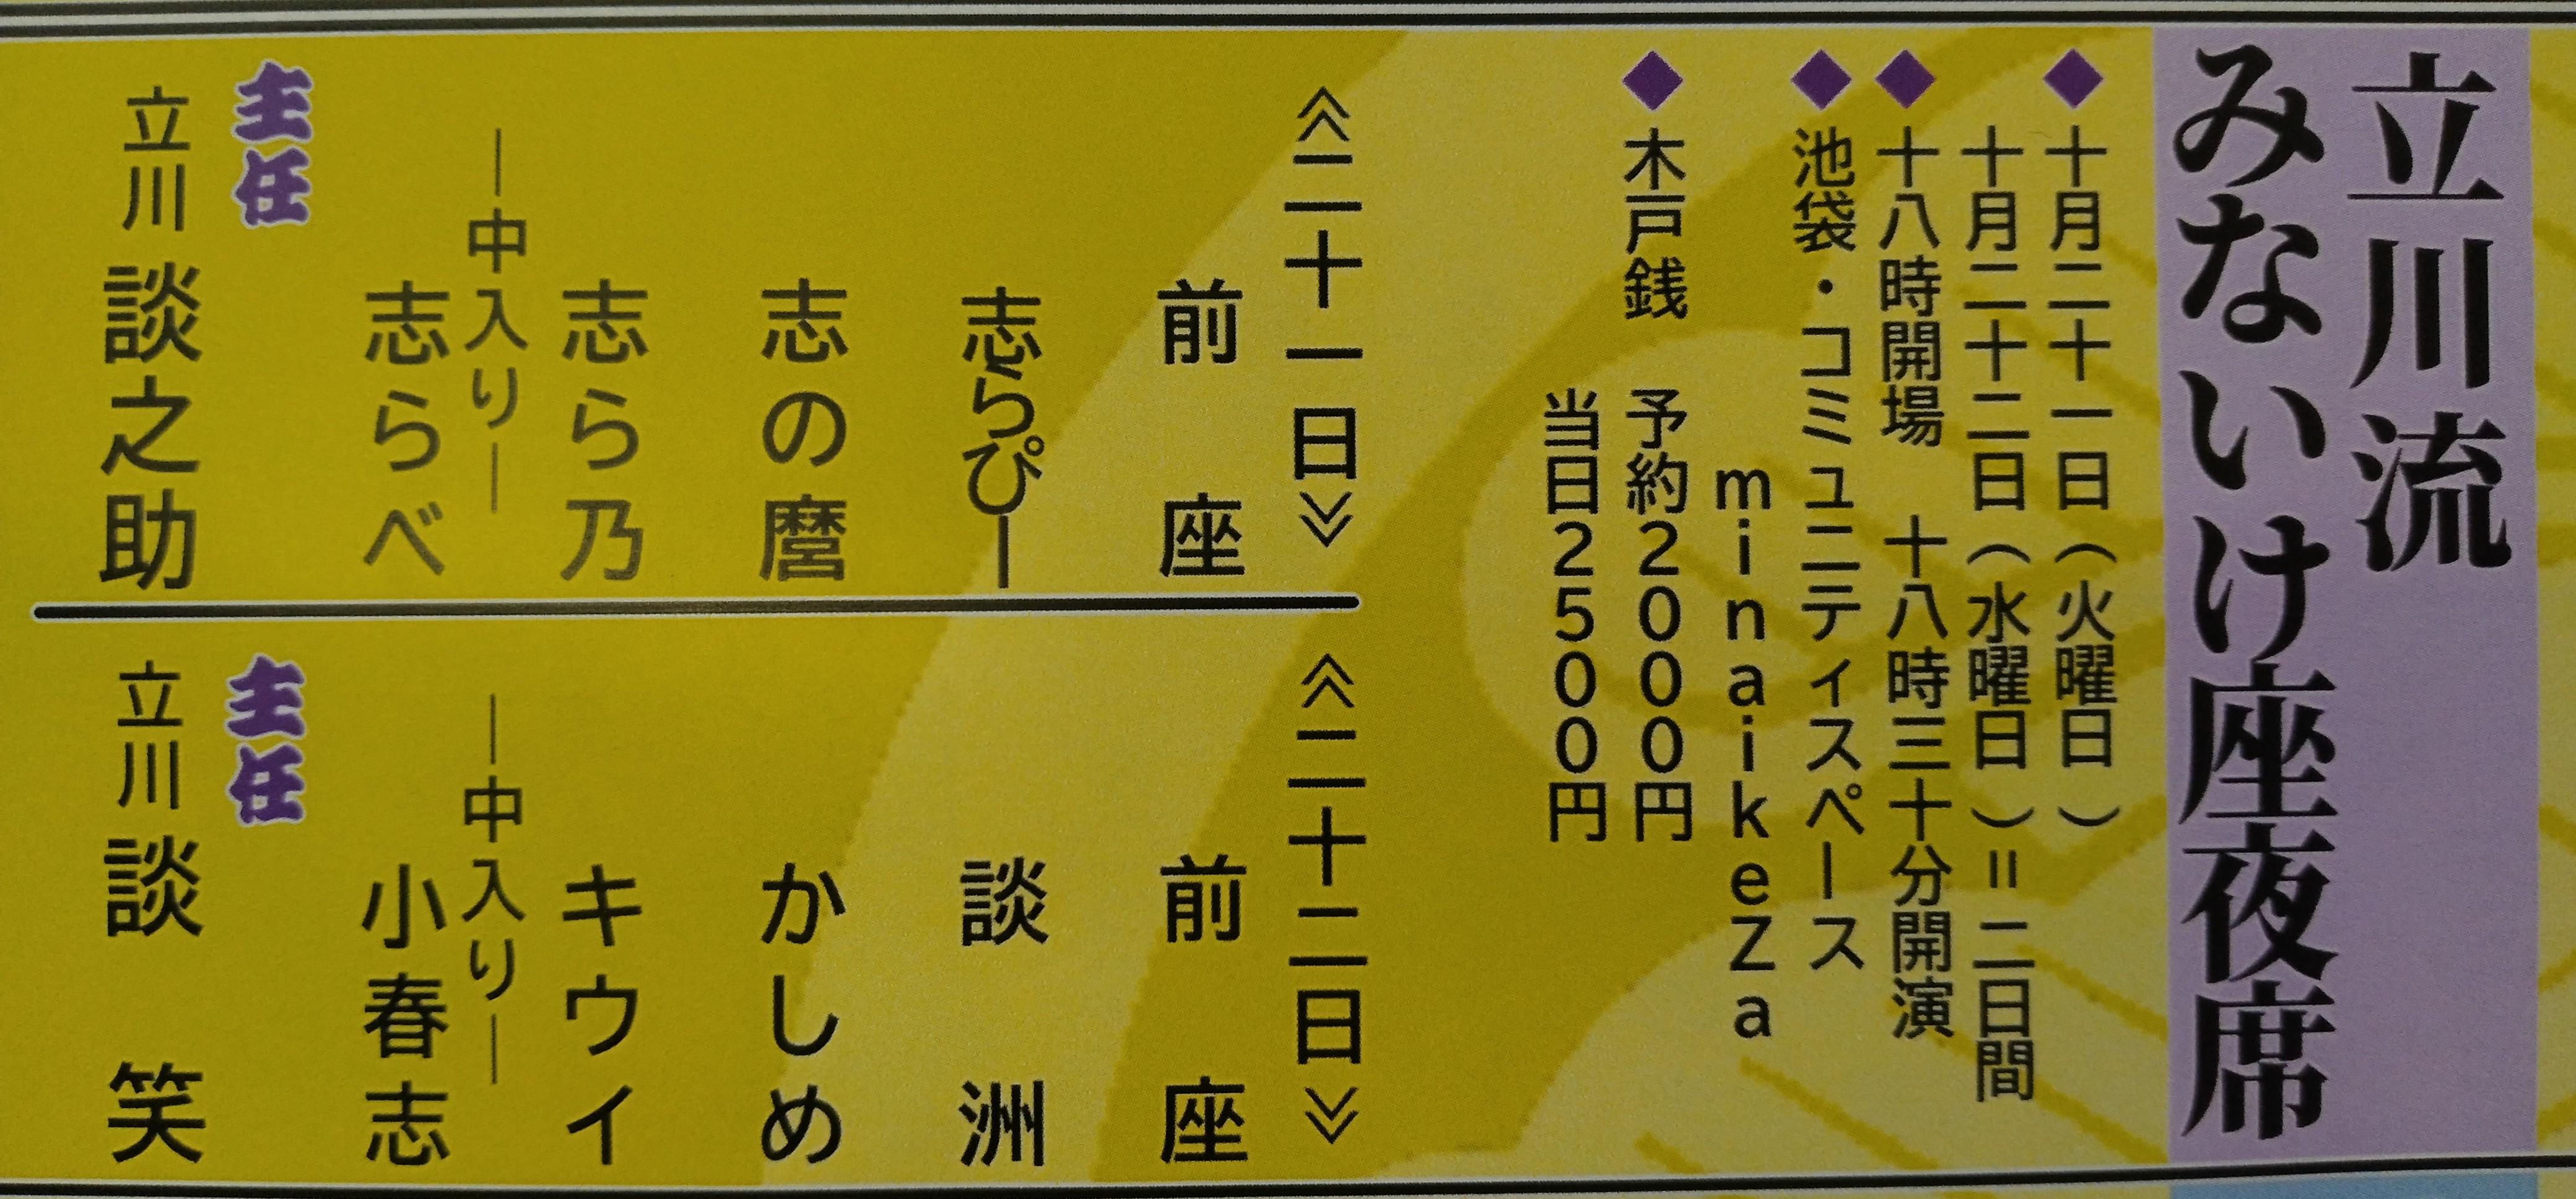 立川流
みないけ座夜席
◆十月二十一日（火曜日）
十月二十二日（水曜日）＝二日間
◆十八時開場　十八時三十分開演
◆池袋・コミュニティスペース
minaikeZa
◆木戸銭　予約2000円
当日2500円
≪二十一日≫
前座
志らぴー
志の麿
志ら乃
―中入り―
志らべ
主任
立川談之助
≪二十二日≫
前座
談洲
かしめ
キウイ
―中入り―
小春志
主任
立川談笑